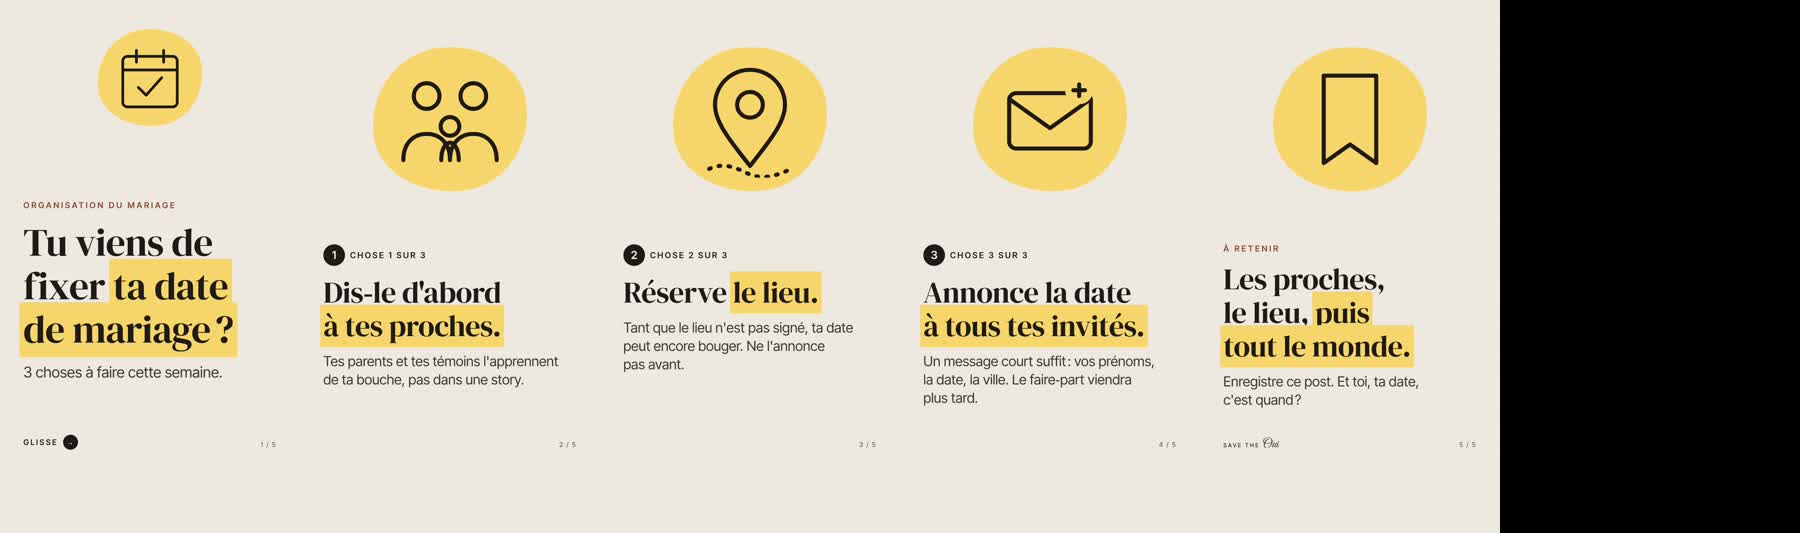 ORGANISATION DU MARIAGE
Tu viens de
fixer ta date
de mariage ?
3 choses à faire cette semaine.
GLISSE →
1 / 5
1 CHOSE 1 SUR 3
Dis-le d'abord
à tes proches.
Tes parents et tes témoins l'apprennent
de ta bouche, pas dans une story.
2 / 5
2 CHOSE 2 SUR 3
Réserve le lieu.
Tant que le lieu n'est pas signé, ta date
peut encore bouger. Ne l'annonce
pas avant.
3 / 5
3 CHOSE 3 SUR 3
Annonce la date
à tous tes invités.
Un message court suffit : vos prénoms,
la date, la ville. Le faire-part viendra
plus tard.
4 / 5
À RETENIR
Les proches,
le lieu, puis
tout le monde.
Enregistre ce post. Et toi, ta date,
c'est quand ?
SAVE THE Oui
5 / 5